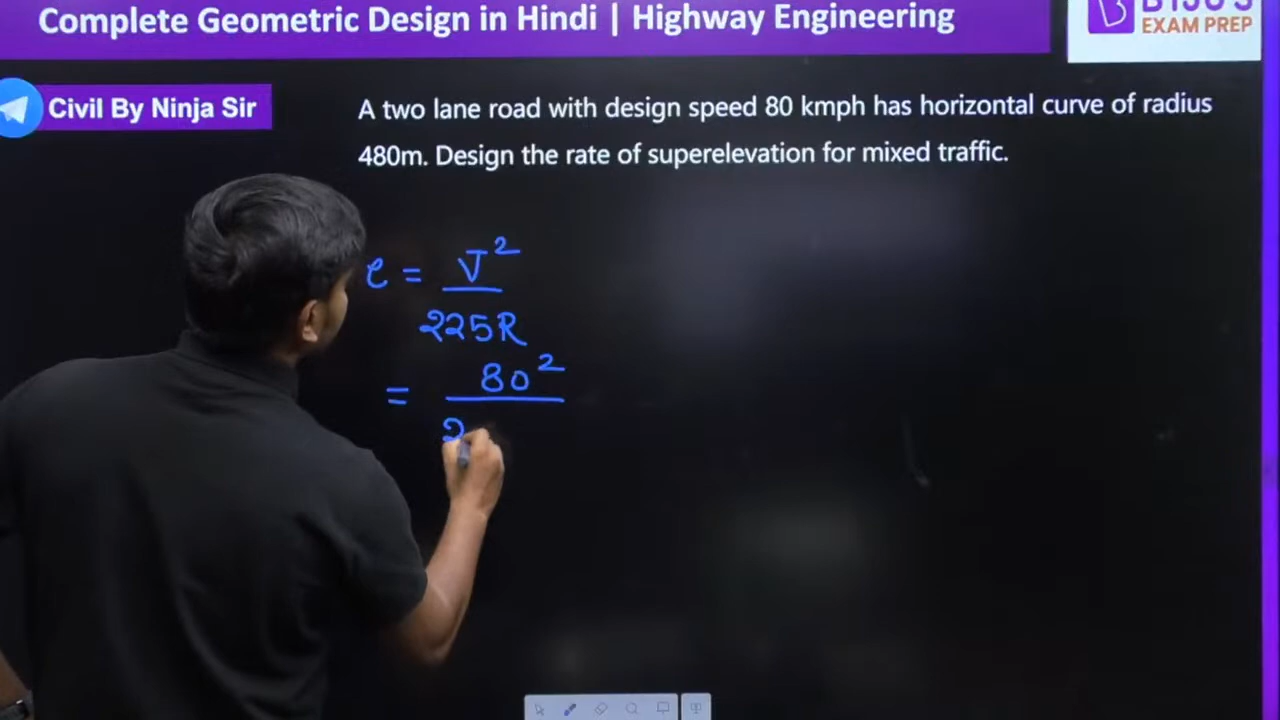 Complete Geometric Design in Hindi | Highway Engineering
BYJU'S
EXAM PREP
Civil By Ninja Sir
A two lane road with design speed 80 kmph has horizontal curve of radius
480m. Design the rate of superelevation for mixed traffic.
e = V²
225R
= 80²
2